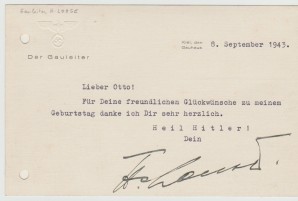 Der Gauleiter
8. September 1943.
Lieber Otto!
Für Deine freundlichen Glückwünsche zu meinem
Geburtstag danke ich Dir sehr herzlich.
Heil Hitler!
Dein